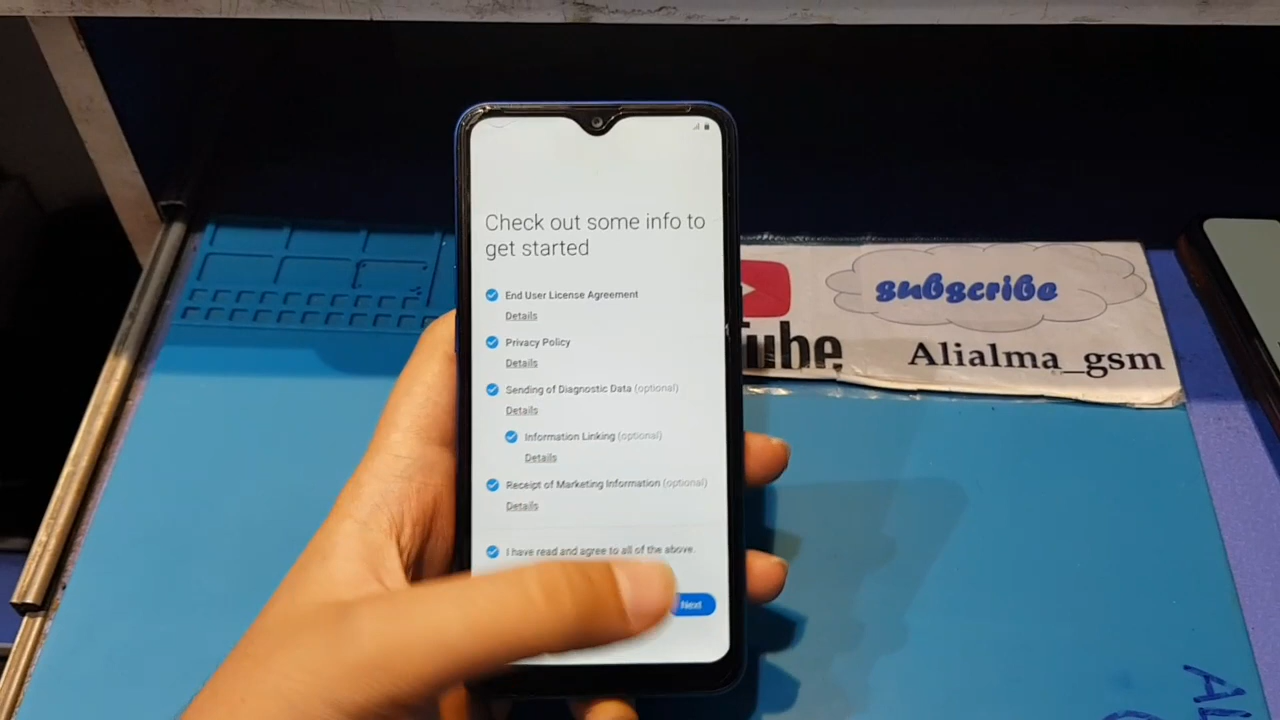 Check out some info to
get started
End User License Agreement
Details
Privacy Policy
Details
Sending of Diagnostic Data (optional)
Details
Information Linking (optional)
Details
Receipt of Marketing Information (optional)
Details
I have read and agree to all of the above.
Next
subscribe
Tube
Alialma_gsm